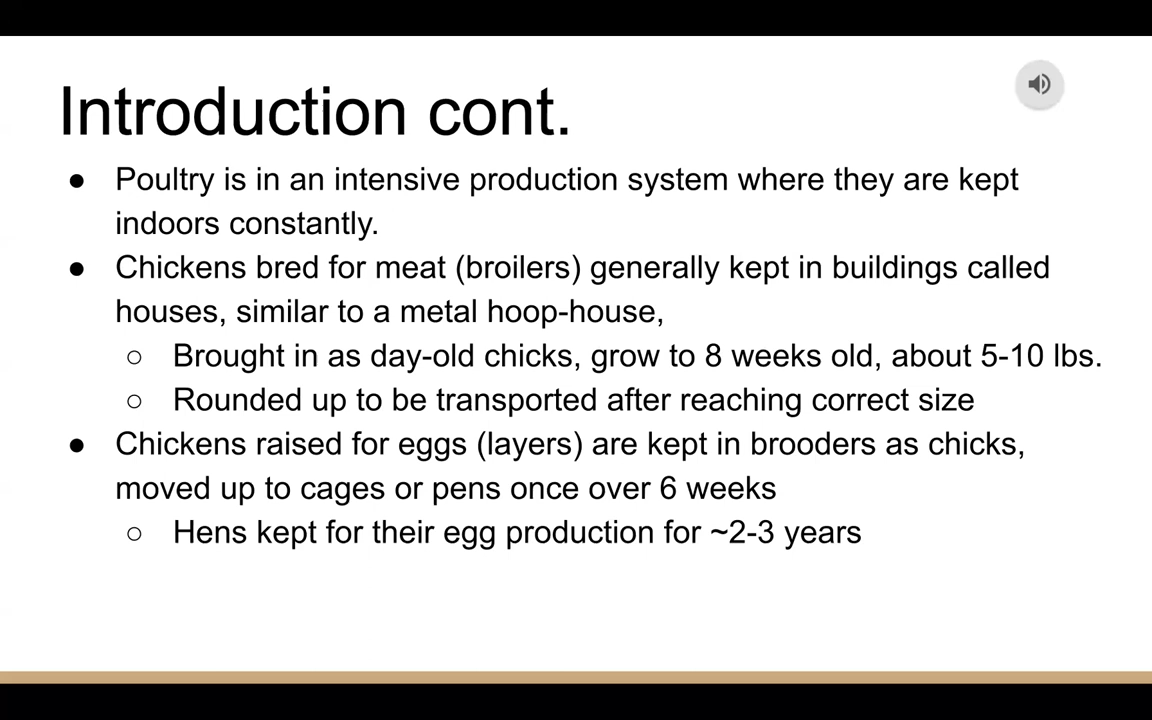 Introduction cont.
● Poultry is in an intensive production system where they are kept
indoors constantly.
● Chickens bred for meat (broilers) generally kept in buildings called
houses, similar to a metal hoop-house,
○ Brought in as day-old chicks, grow to 8 weeks old, about 5-10 lbs.
○ Rounded up to be transported after reaching correct size
● Chickens raised for eggs (layers) are kept in brooders as chicks,
moved up to cages or pens once over 6 weeks
○ Hens kept for their egg production for ~2-3 years